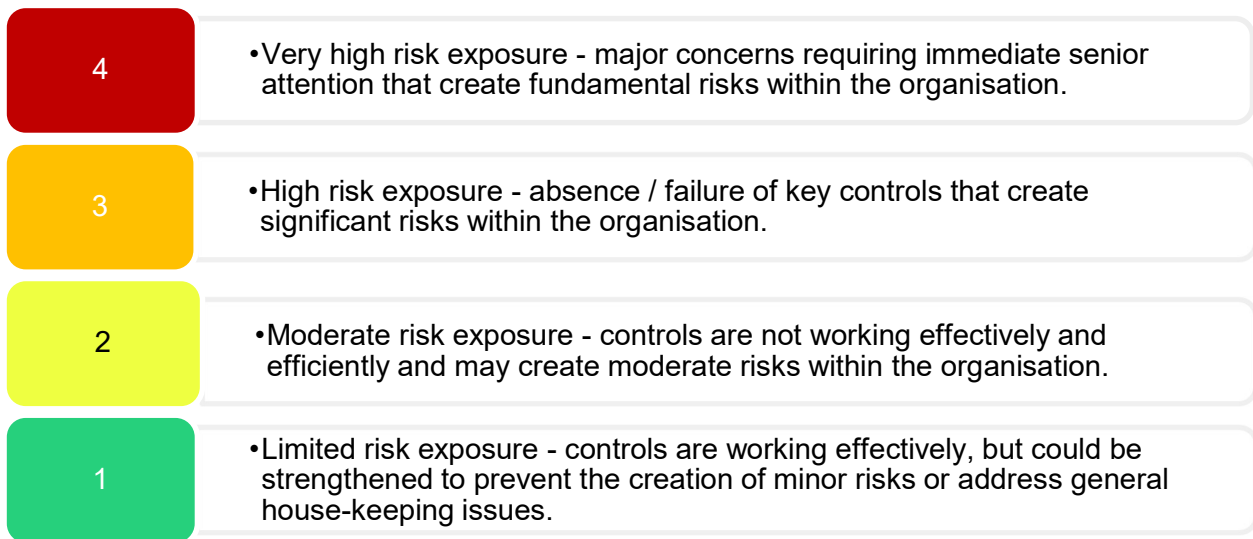 4
•Very high risk exposure - major concerns requiring immediate senior
attention that create fundamental risks within the organisation.
3
•High risk exposure - absence / failure of key controls that create
significant risks within the organisation.
2
•Moderate risk exposure - controls are not working effectively and
efficiently and may create moderate risks within the organisation.
1
•Limited risk exposure - controls are working effectively, but could be
strengthened to prevent the creation of minor risks or address general
house-keeping issues.